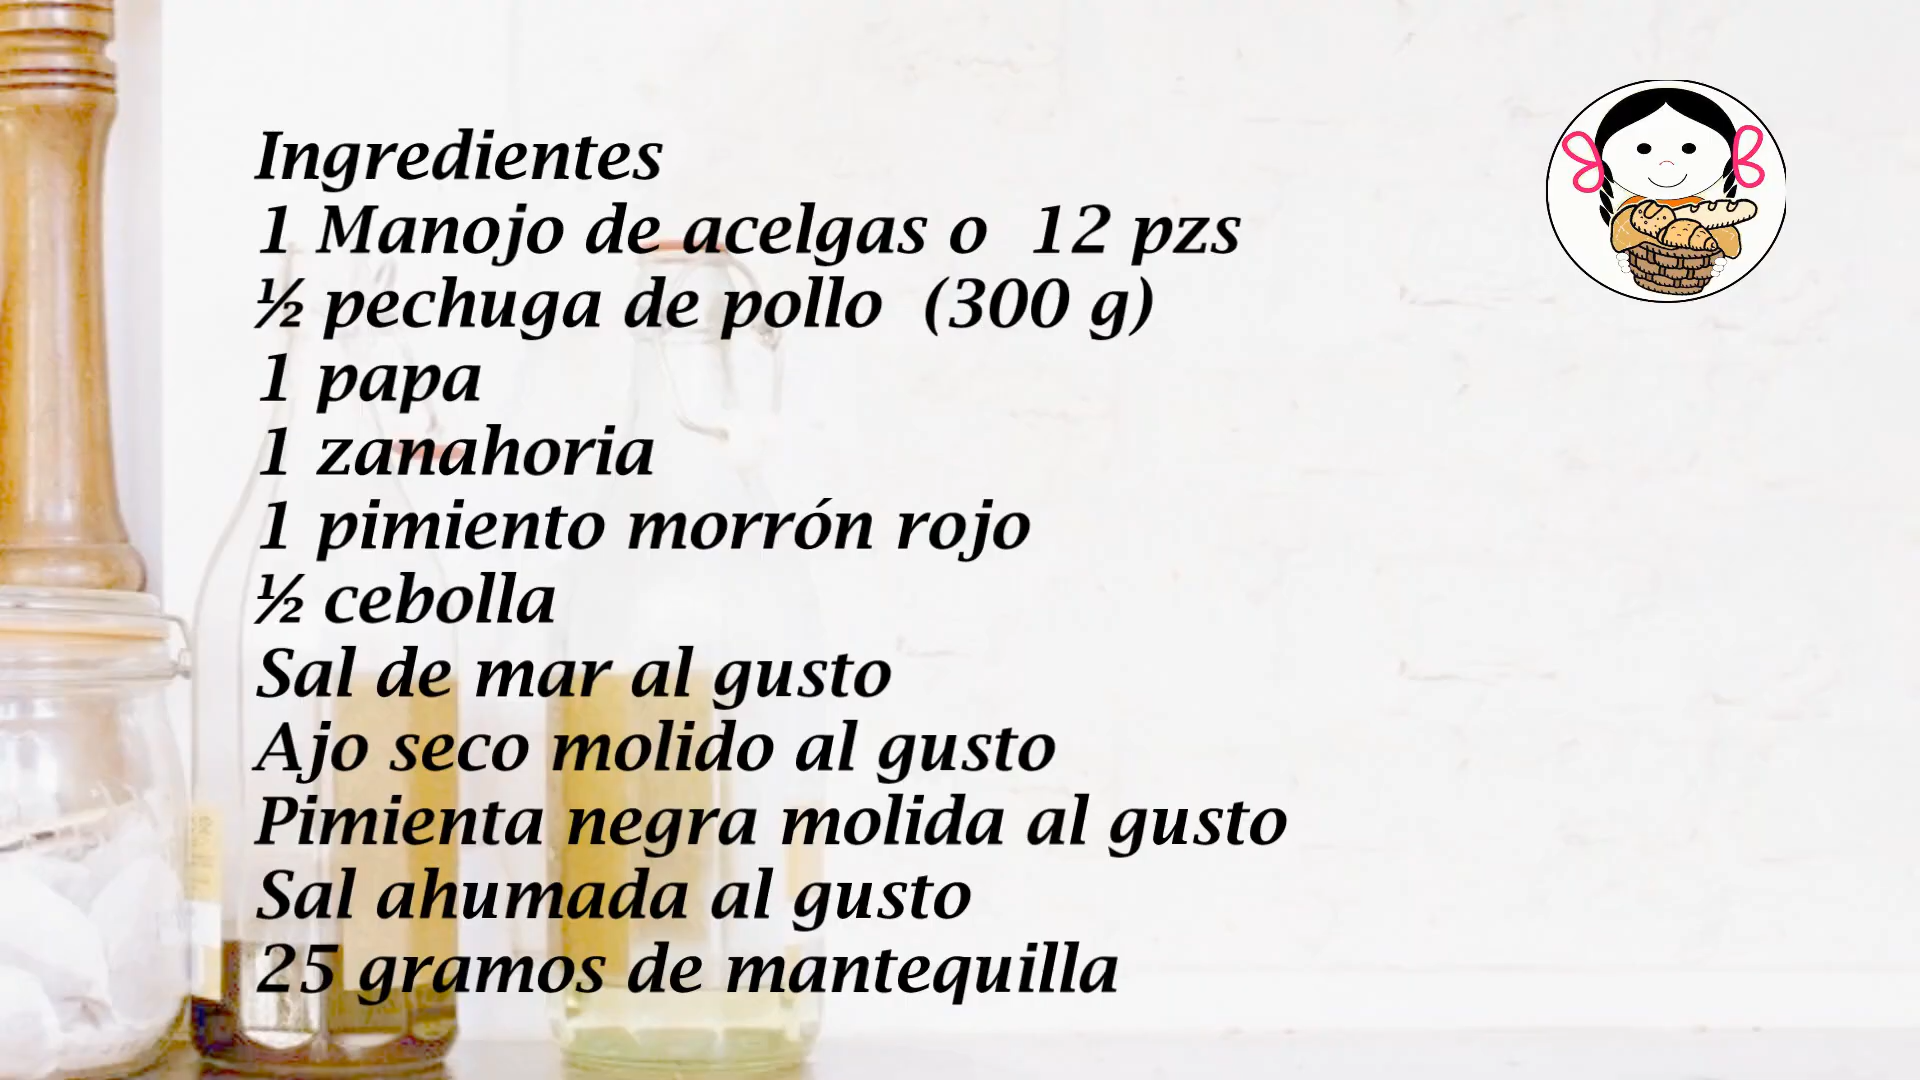 Ingredientes
1 Manojo de acelgas o 12 pzs
½ pechuga de pollo (300 g)
1 papa
1 zanahoria
1 pimiento morrón rojo
½ cebolla
Sal de mar al gusto
Ajo seco molido al gusto
Pimienta negra molida al gusto
Sal ahumada al gusto
25 gramos de mantequilla